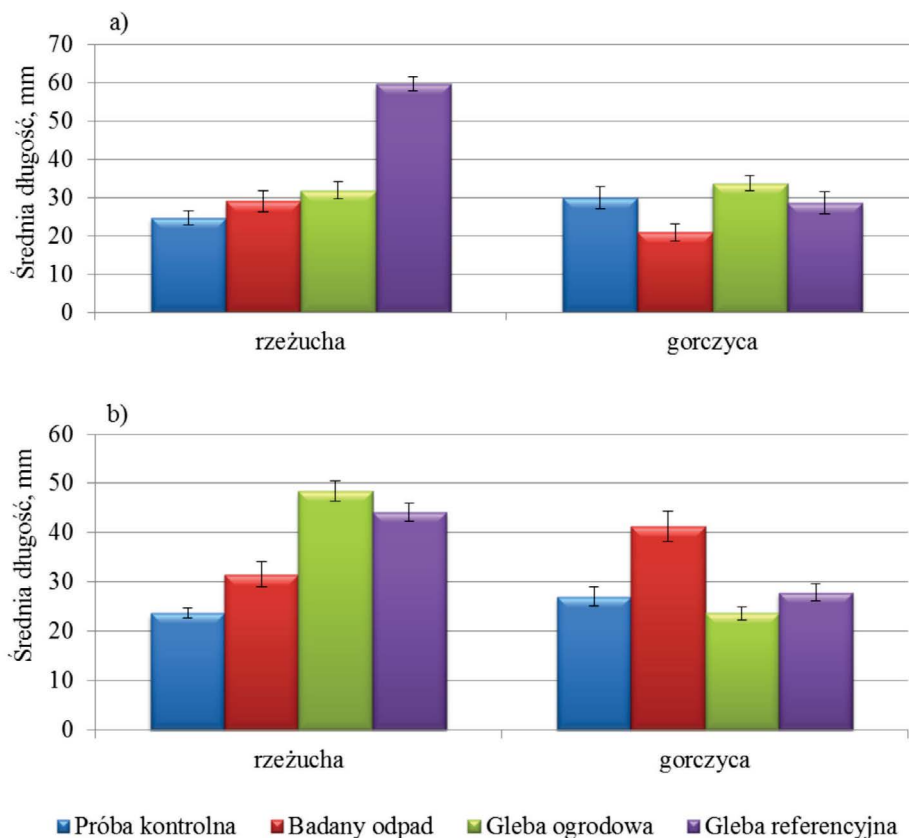 a)
Średnia długość, mm
70
60
50
40
30
20
10
0
rzeżucha gorczyca
b)
Średnia długość, mm
60
50
40
30
20
10
0
rzeżucha gorczyca
Próba kontrolna Badany odpad Gleba ogrodowa Gleba referencyjna